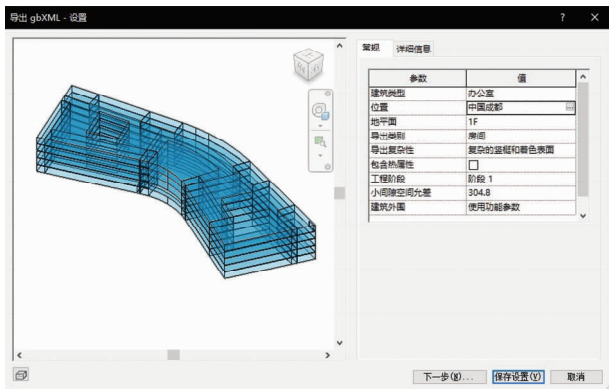 导出 gbXML - 设置
? ×
常规 详细信息
参数 值
建筑类型 办公室
位置 中国成都
地平面 1F
导出类别 房间
导出复杂性 复杂的竖梃和着色表面
包含热属性
工程阶段 阶段 1
小间隙空间允差 304.8
建筑外围 使用功能参数
下一步(N)... 保存设置(V) 取消